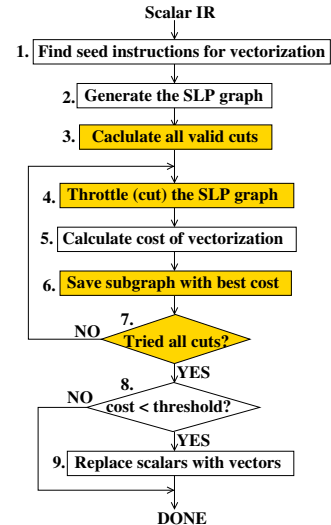 Scalar IR
1. Find seed instructions for vectorization
2. Generate the SLP graph
3. Caclulate all valid cuts
4. Throttle (cut) the SLP graph
5. Calculate cost of vectorization
6. Save subgraph with best cost
7.
NO Tried all cuts?
YES
8.
NO cost < threshold?
YES
9. Replace scalars with vectors
DONE